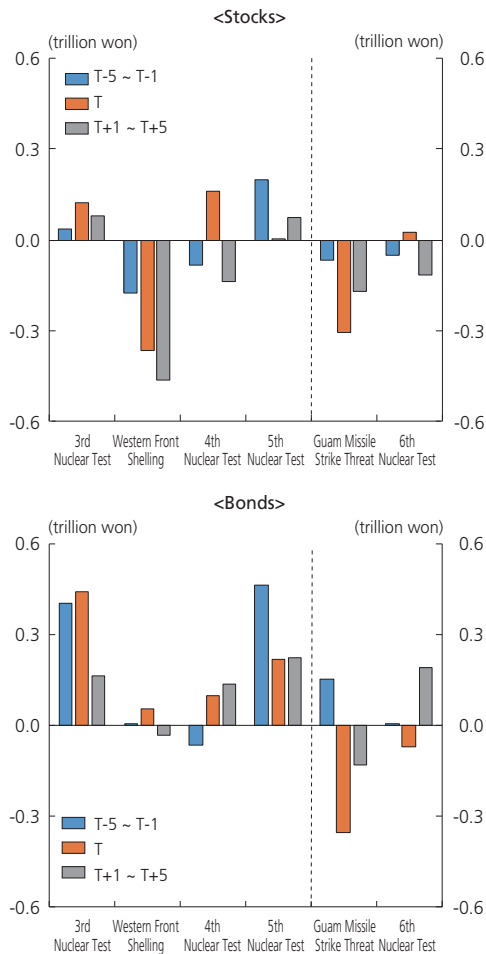 <Stocks>
(trillion won) (trillion won)
0.6 0.6
T-5 ~ T-1
T
T+1 ~ T+5
0.3 0.3
0.0 0.0
-0.3 -0.3
-0.6 -0.6
3rd Western Front 4th 5th Guam Missile 6th
Nuclear Test Shelling Nuclear Test Nuclear Test Strike Threat Nuclear Test
<Bonds>
(trillion won) (trillion won)
0.6 0.6
0.3 0.3
0.0 0.0
-0.3 -0.3
T-5 ~ T-1
T
T+1 ~ T+5
-0.6 -0.6
3rd Western Front 4th 5th Guam Missile 6th
Nuclear Test Shelling Nuclear Test Nuclear Test Strike Threat Nuclear Test